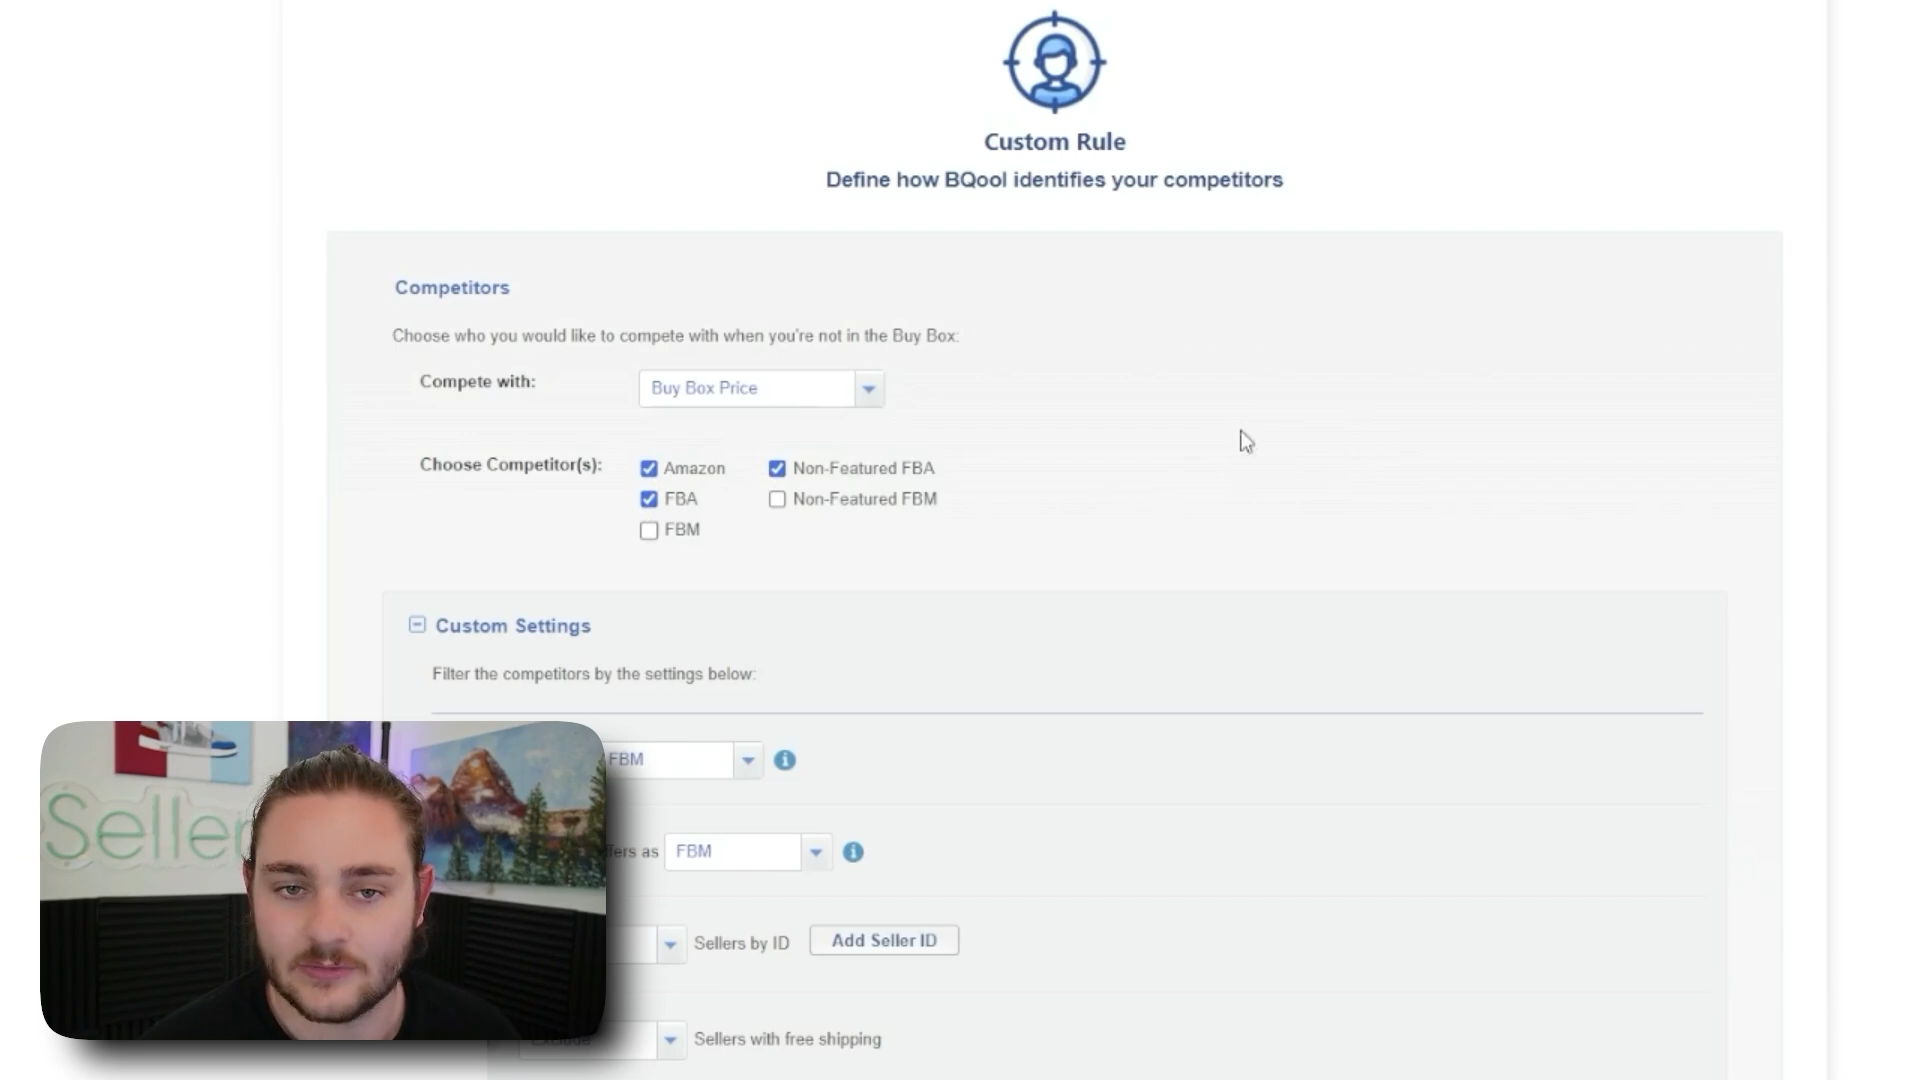 Custom Rule
Define how BQool identifies your competitors
Competitors
Choose who you would like to compete with when you're not in the Buy Box:
Compete with:
Buy Box Price
Choose Competitor(s):
Amazon
Non-Featured FBA
FBA
Non-Featured FBM
FBM
Custom Settings
Filter the competitors by the settings below:
FBM
as
FBM
Sellers by ID
Add Seller ID
Sellers with free shipping
Seller